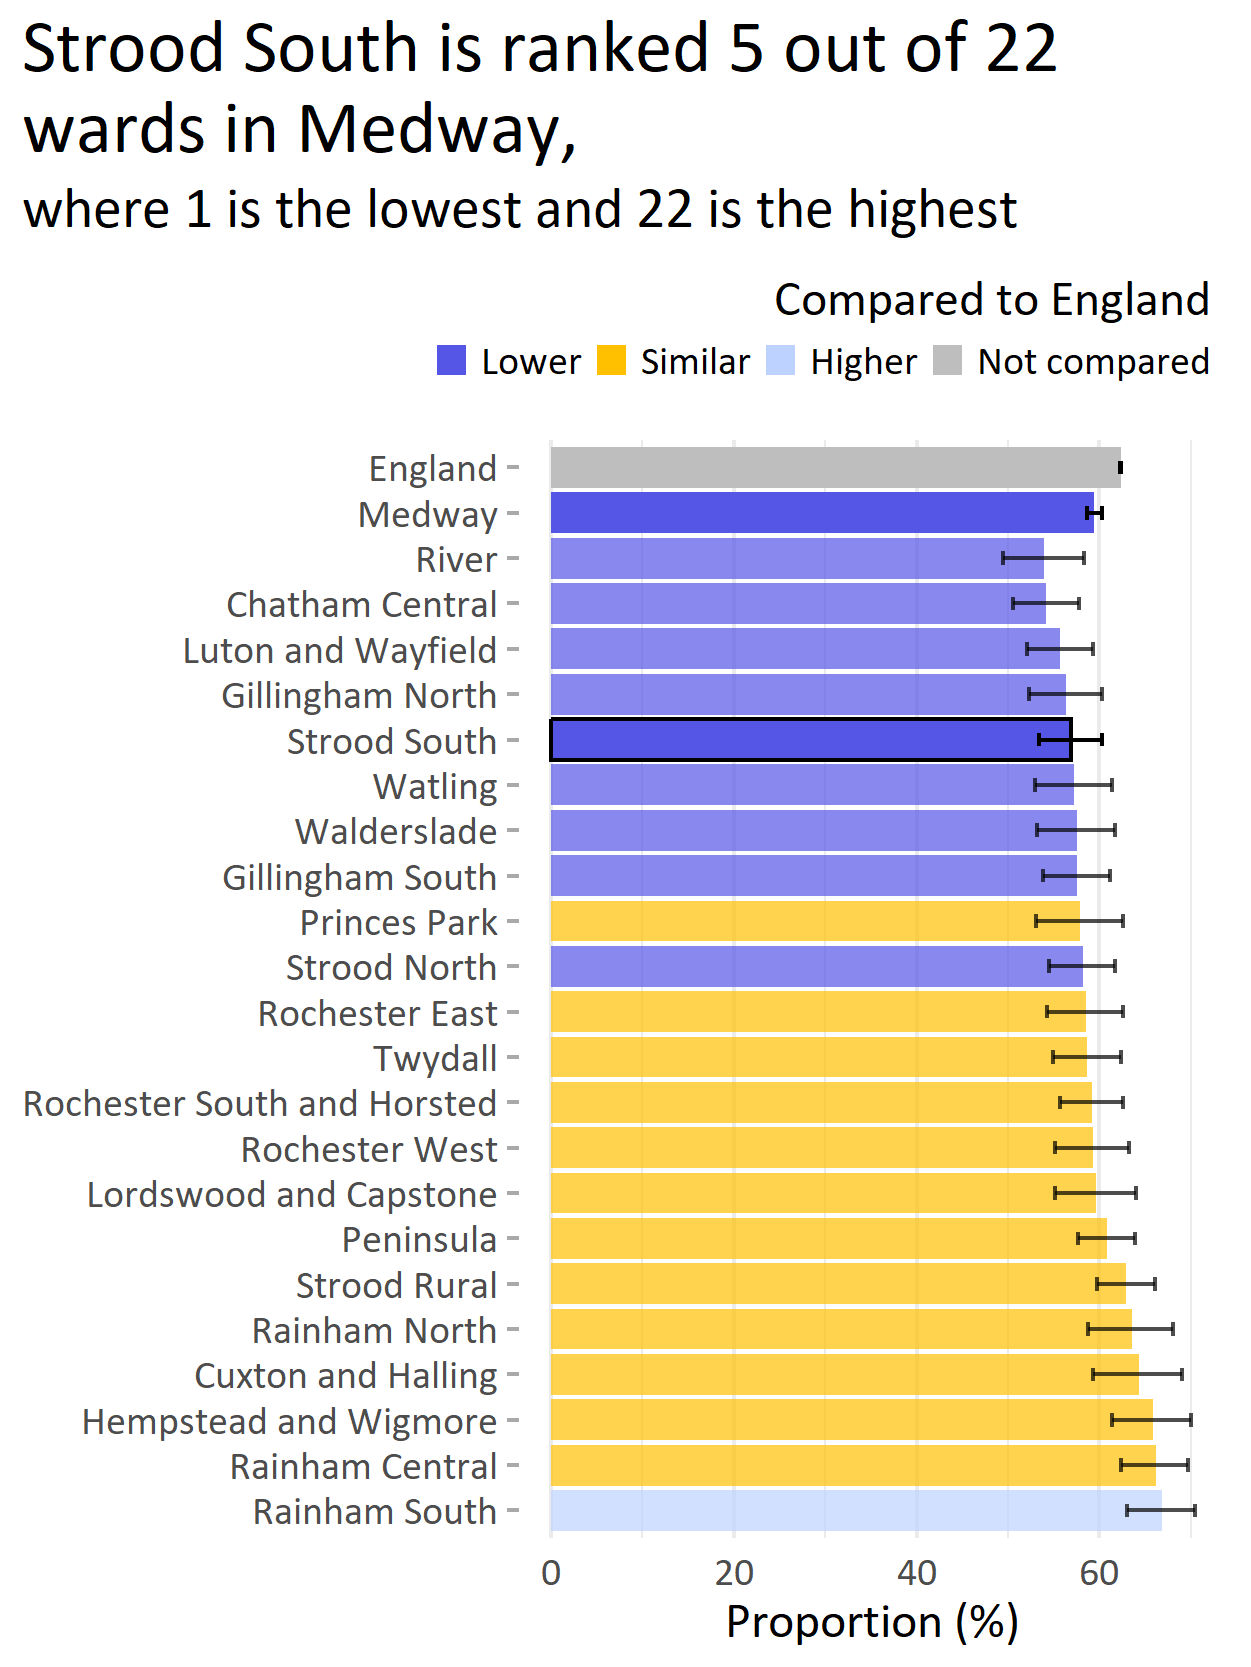 Strood South is ranked 5 out of 22
wards in Medway,
where 1 is the lowest and 22 is the highest
Compared to England
Lower Similar Higher Not compared
England
Medway
River
Chatham Central
Luton and Wayfield
Gillingham North
Strood South
Watling
Walderslade
Gillingham South
Princes Park
Strood North
Rochester East
Twydall
Rochester South and Horsted
Rochester West
Lordswood and Capstone
Peninsula
Strood Rural
Rainham North
Cuxton and Halling
Hempstead and Wigmore
Rainham Central
Rainham South
0 20 40 60
Proportion (%)